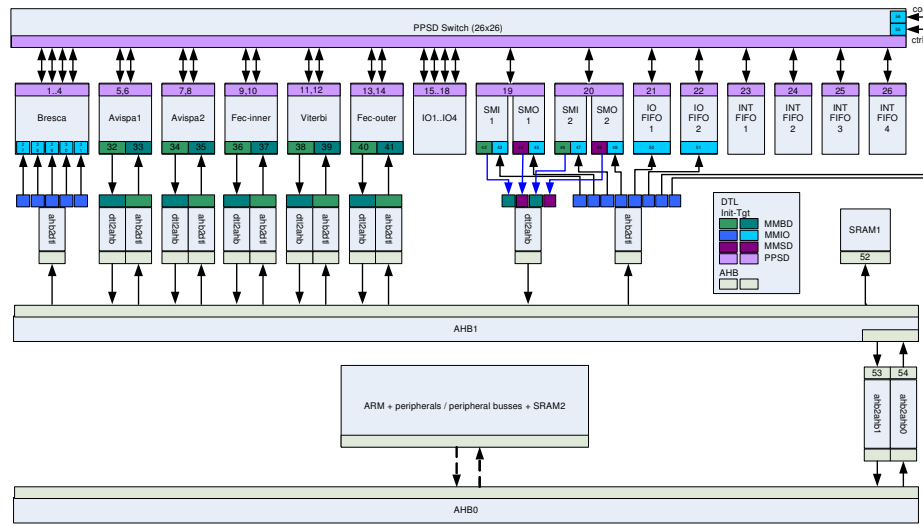 PPSD Switch (26x26)
ctrl
1..4
5,6
7,8
9,10
11,12
13,14
15..18
19
20
21
22
23
24
25
26
Bresca
Avispa1
Avispa2
Fec-inner
Viterbi
Fec-outer
IO1..IO4
SMI
1
SMO
1
SMI
2
SMO
2
IO
FIFO
1
IO
FIFO
2
INT
FIFO
1
INT
FIFO
2
INT
FIFO
3
INT
FIFO
4
32
33
34
35
36
37
38
39
40
41
ahb2dtl
dtl2ahb
ahb2dtl
dtl2ahb
ahb2dtl
dtl2ahb
ahb2dtl
dtl2ahb
ahb2dtl
dtl2ahb
ahb2dtl
dtl2ahb
ahb2dtl
DTL
Init-Tgt
MMBD
MMIO
MMSD
PPSD
AHB
SRAM1
52
AHB1
53
54
ahb2ahb1
ahb2ahb0
ARM + peripherals / peripheral busses + SRAM2
AHB0